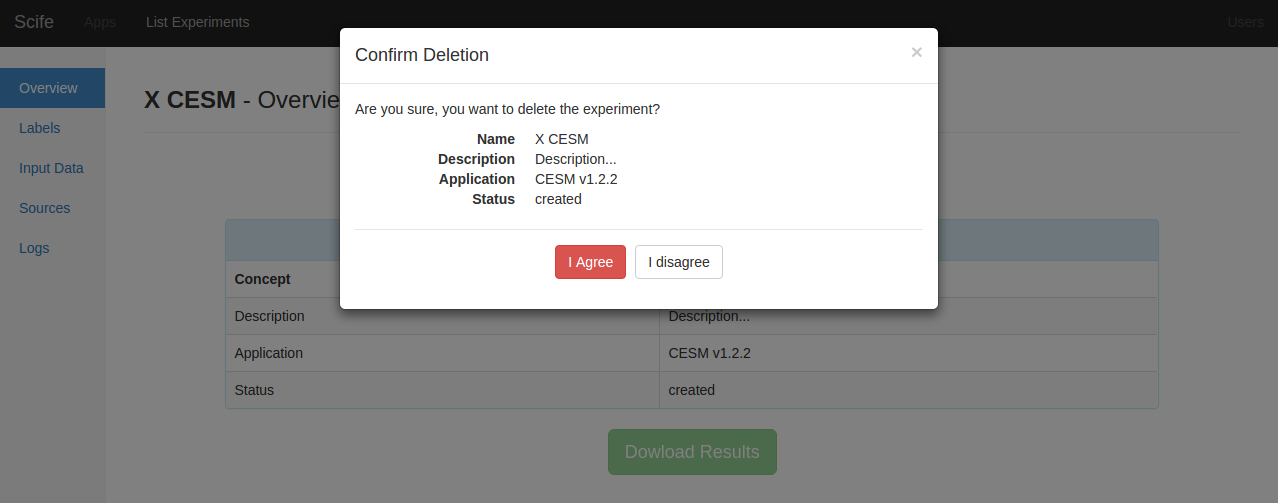 Scife Apps List Experiments Users
Confirm Deletion ×
Overview
X CESM - Overvie
Are you sure, you want to delete the experiment?
Labels
Name X CESM
Description Description...
Input Data
Application CESM v1.2.2
Status created
Sources
Logs
I Agree I disagree
Concept
Description Description...
Application CESM v1.2.2
Status created
Dowload Results